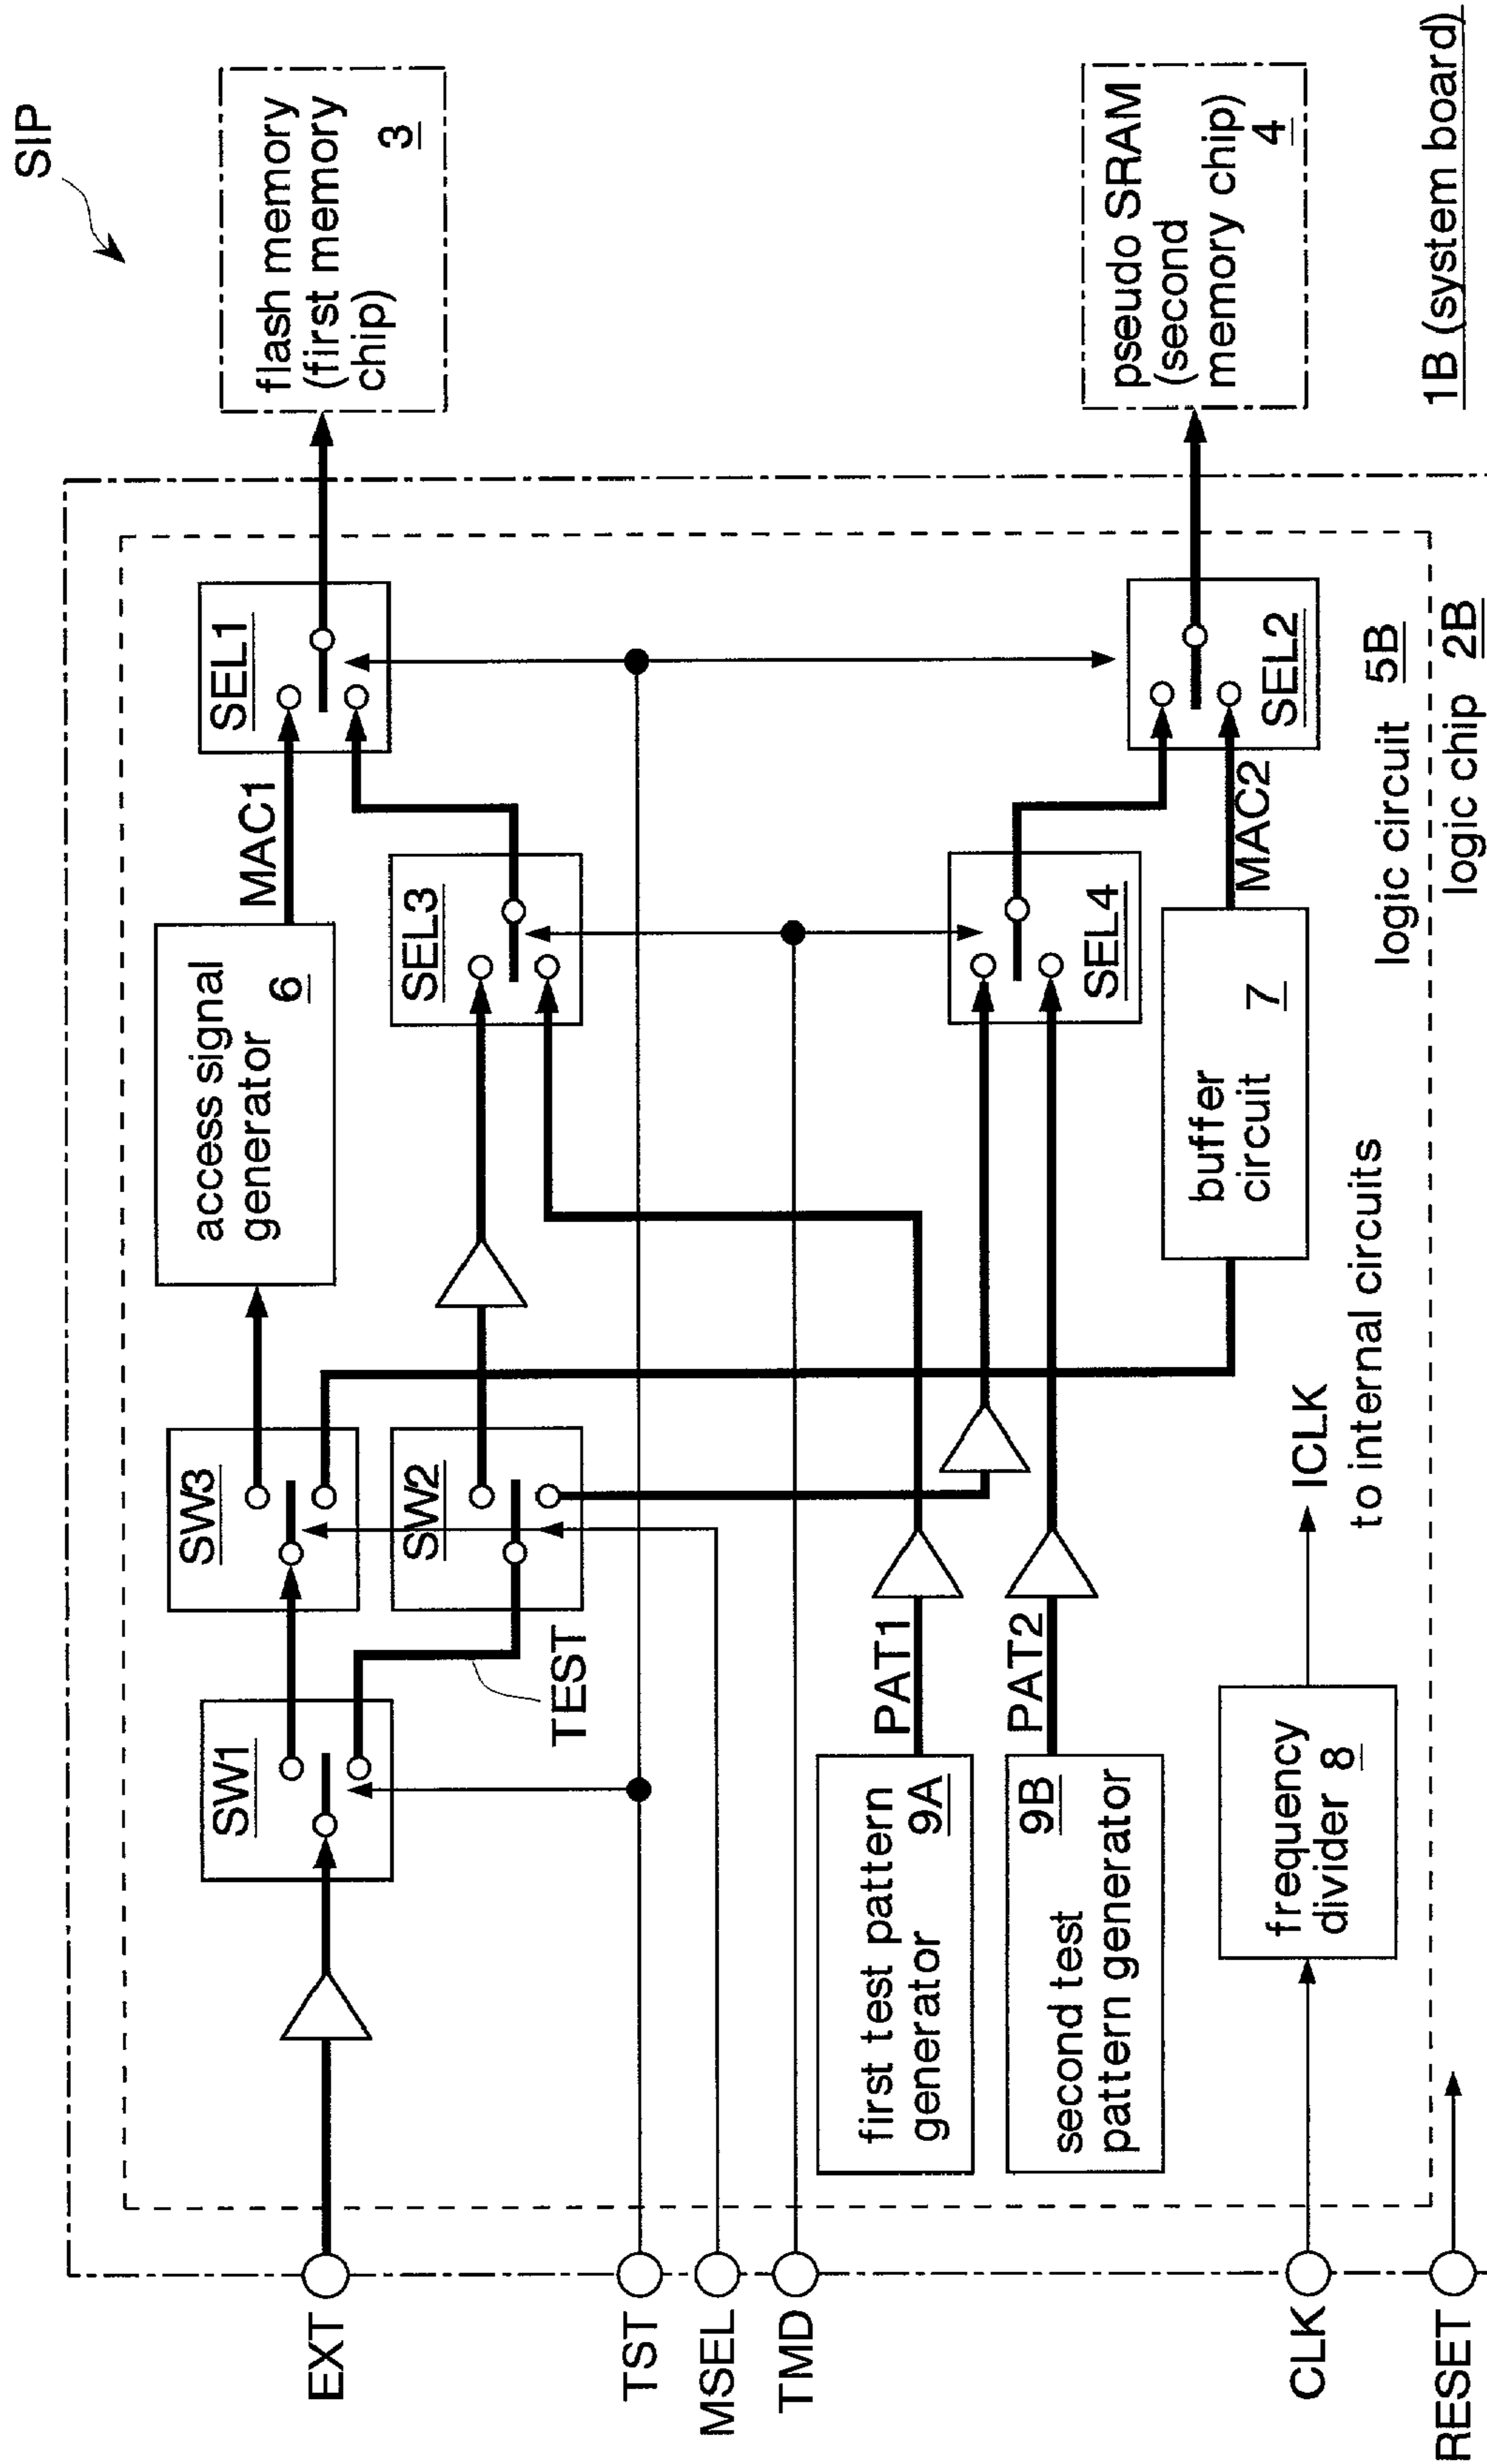 SIP
flash memory
(first memory
chip)
3
pseudo SRAM
(second
memory chip)
4
1B (system board)
SEL1
MAC1
access signal
generator
6
SEL3
SW3
SW2
SW1
TEST
SEL4
SEL2
MAC2
buffer
circuit
7
logic circuit 5B
logic chip 2B
PAT1
PAT2
first test pattern
generator
9A
second test
pattern generator
9B
frequency
divider 8
ICLK
to internal circuits
EXT
TST
MSEL
TMD
CLK
RESET